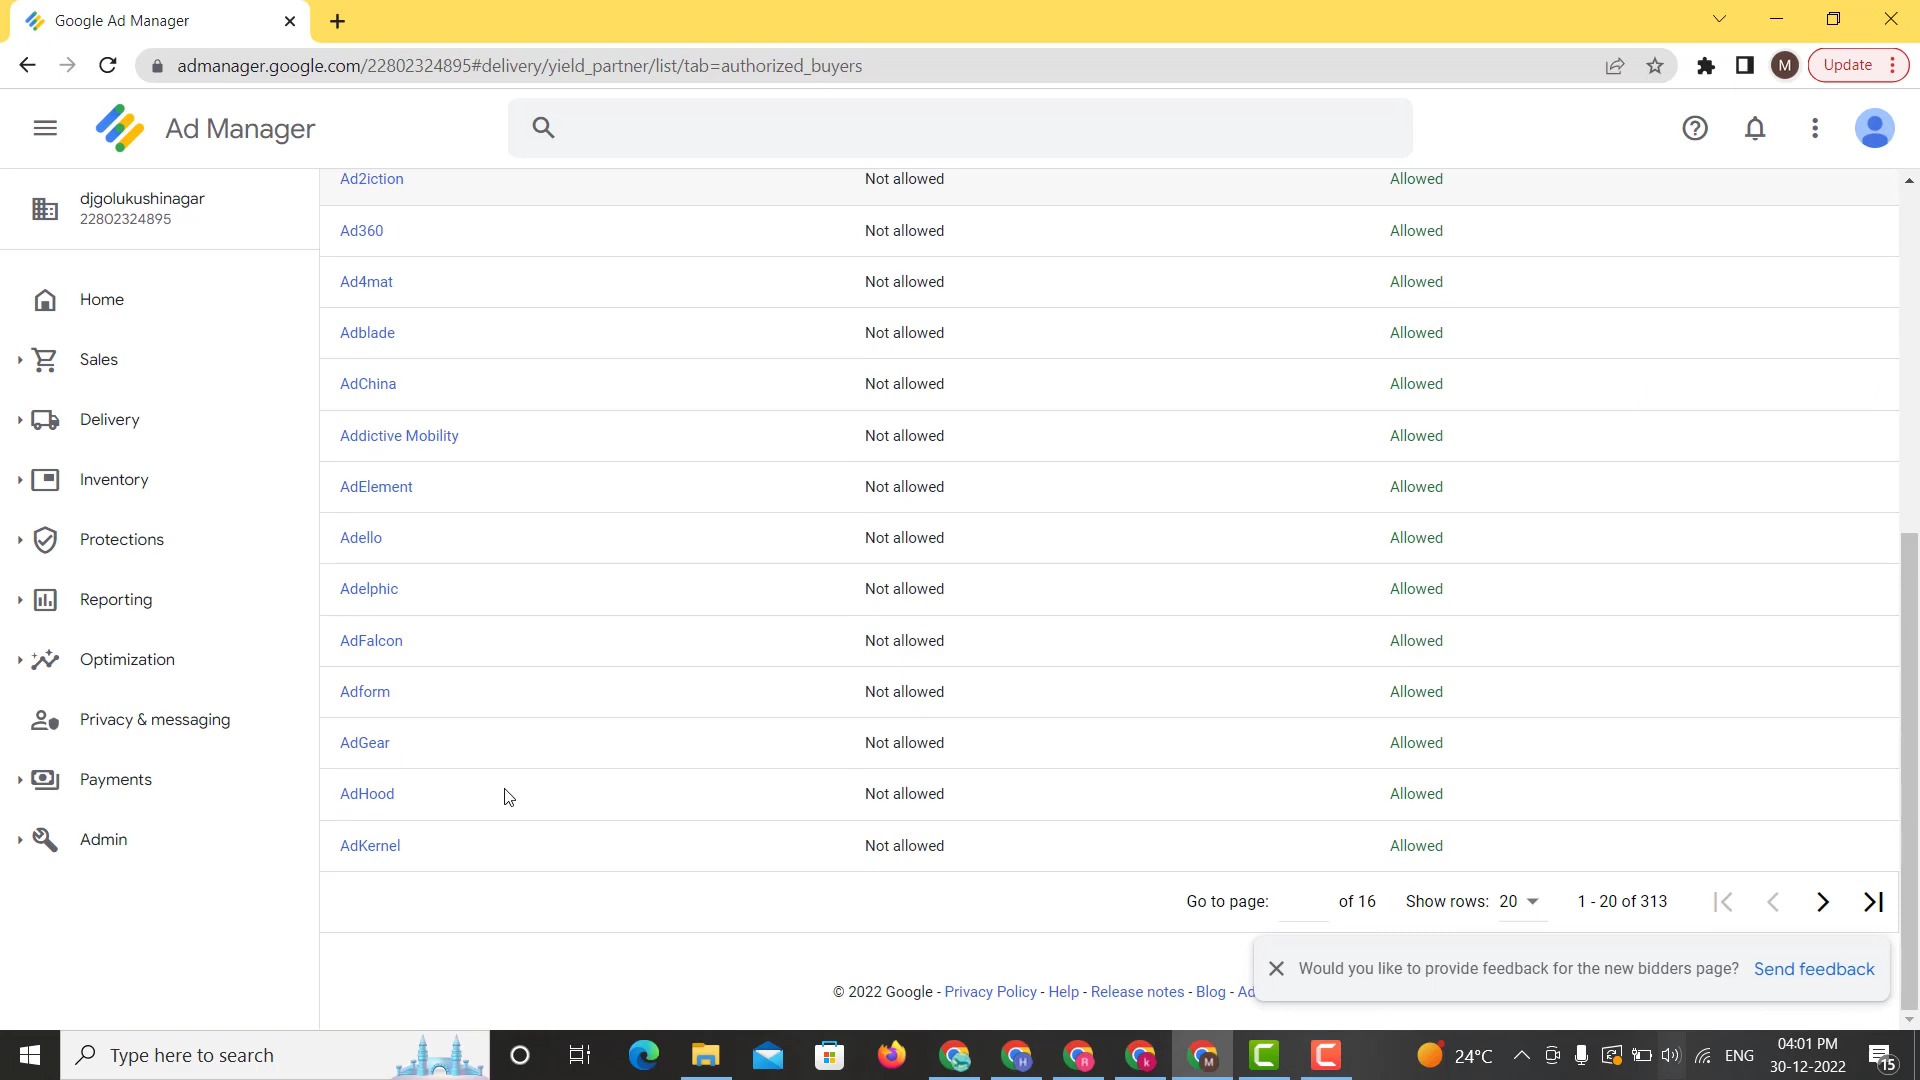 Google Ad Manager
admanager.google.com/22802324895#delivery/yield_partner/list/tab=authorized_buyers
M
Update
Ad Manager
djgolukushinagar
22802324895
Home
Sales
Delivery
Inventory
Protections
Reporting
Optimization
Privacy & messaging
Payments
Admin
Ad2iction Not allowed Allowed
Ad360 Not allowed Allowed
Ad4mat Not allowed Allowed
Adblade Not allowed Allowed
AdChina Not allowed Allowed
Addictive Mobility Not allowed Allowed
AdElement Not allowed Allowed
Adello Not allowed Allowed
Adelphic Not allowed Allowed
AdFalcon Not allowed Allowed
Adform Not allowed Allowed
AdGear Not allowed Allowed
AdHood Not allowed Allowed
AdKernel Not allowed Allowed
Go to page: of 16 Show rows: 20 1 - 20 of 313
Would you like to provide feedback for the new bidders page? Send feedback
© 2022 Google - Privacy Policy - Help - Release notes - Blog - Ad
Type here to search
H
R
k
M
24°C
ENG
04:01 PM
30-12-2022
15